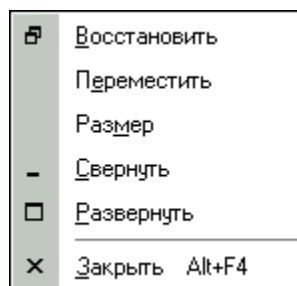 Восстановить
Переместить
Размер
Свернуть
Развернуть
Закрыть Alt+F4